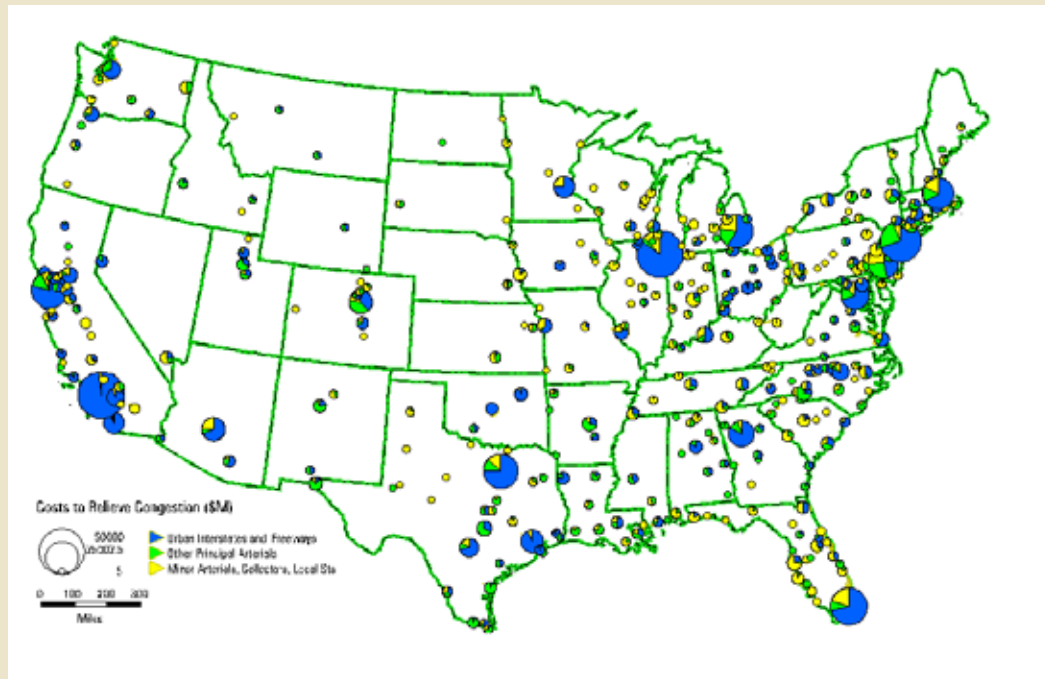 Costs to Relieve Congestion ($M)
50000
5
Urban Interstates and Freeways
Other Principal Arterials
Minor Arterials, Collectors, Local Sts
0 100 200 300
Miles